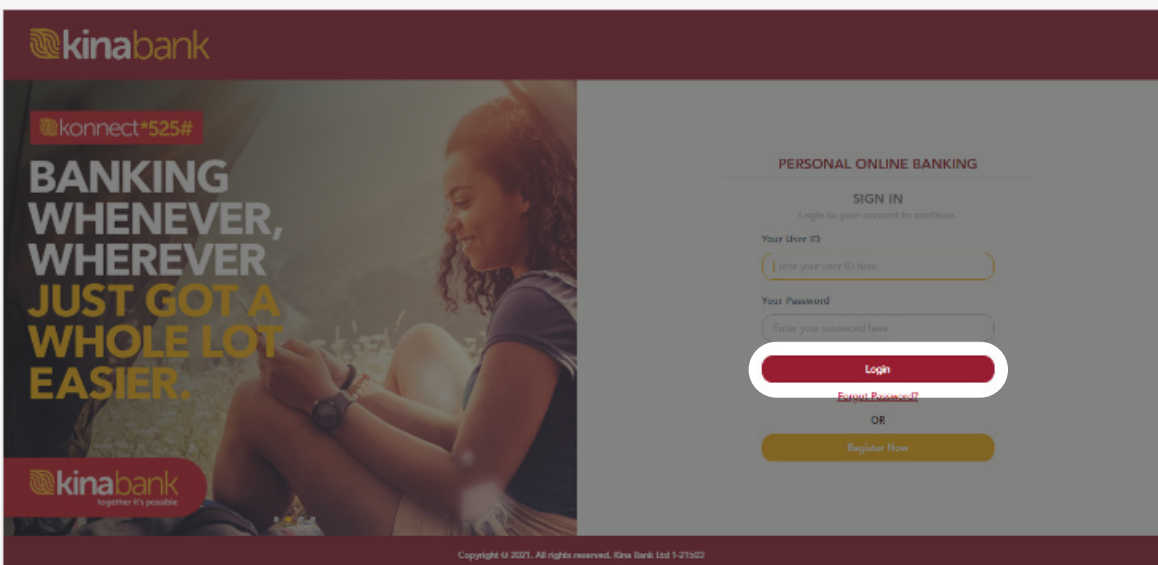 kinabank
konnect*525#
BANKING
WHENEVER,
WHEREVER
JUST GOT A
WHOLE LOT
EASIER.
kinabank
together it's possible
PERSONAL ONLINE BANKING
SIGN IN
Login to your account to continue.
Your User ID
Enter your user ID here
Your Password
Enter your password here
Login
Forgot Password?
OR
Register Now
Copyright © 2021. All rights reserved. Kina Bank Ltd 1-21503